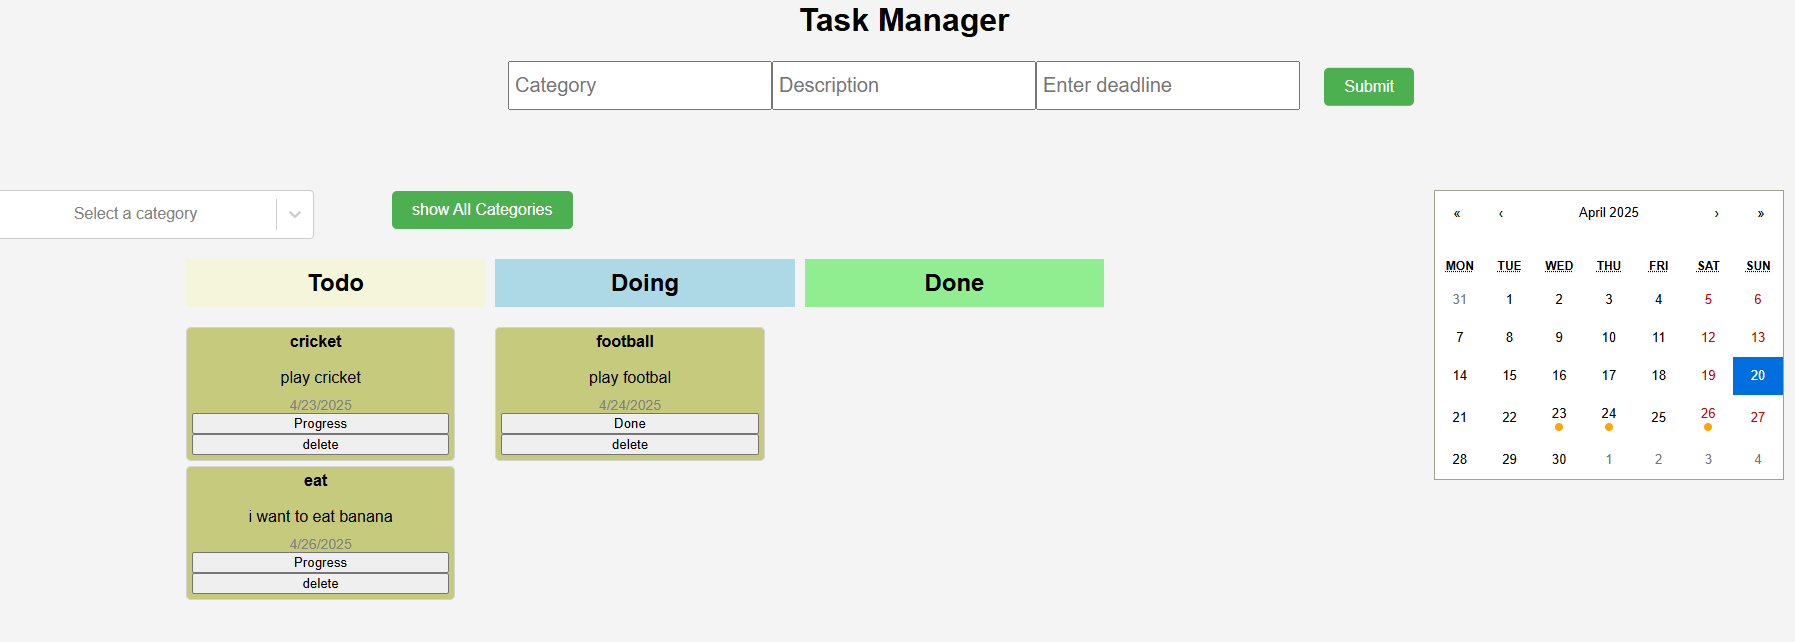 Task Manager
Category Description Enter deadline Submit
Select a category show All Categories
Todo Doing Done
cricket
play cricket
4/23/2025
Progress
delete
eat
i want to eat banana
4/26/2025
Progress
delete
football
play footbal
4/24/2025
Done
delete
« ‹ April 2025 › »
MON TUE WED THU FRI SAT SUN
31 1 2 3 4 5 6
7 8 9 10 11 12 13
14 15 16 17 18 19 20
21 22 23 24 25 26 27
28 29 30 1 2 3 4